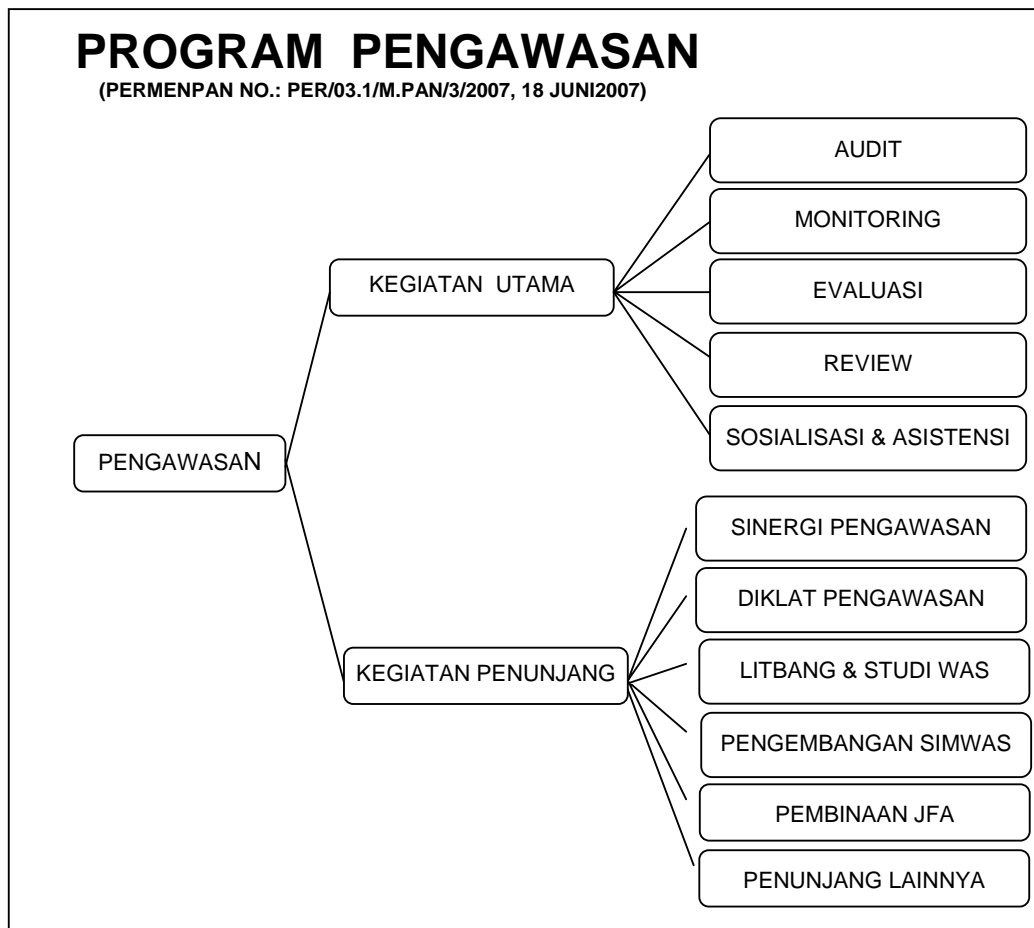 PROGRAM PENGAWASAN
(PERMENPAN NO.: PER/03.1/M.PAN/3/2007, 18 JUNI2007)
PENGAWASAN
KEGIATAN UTAMA
AUDIT
MONITORING
EVALUASI
REVIEW
SOSIALISASI & ASISTENSI
KEGIATAN PENUNJANG
SINERGI PENGAWASAN
DIKLAT PENGAWASAN
LITBANG & STUDI WAS
PENGEMBANGAN SIMWAS
PEMBINAAN JFA
PENUNJANG LAINNYA